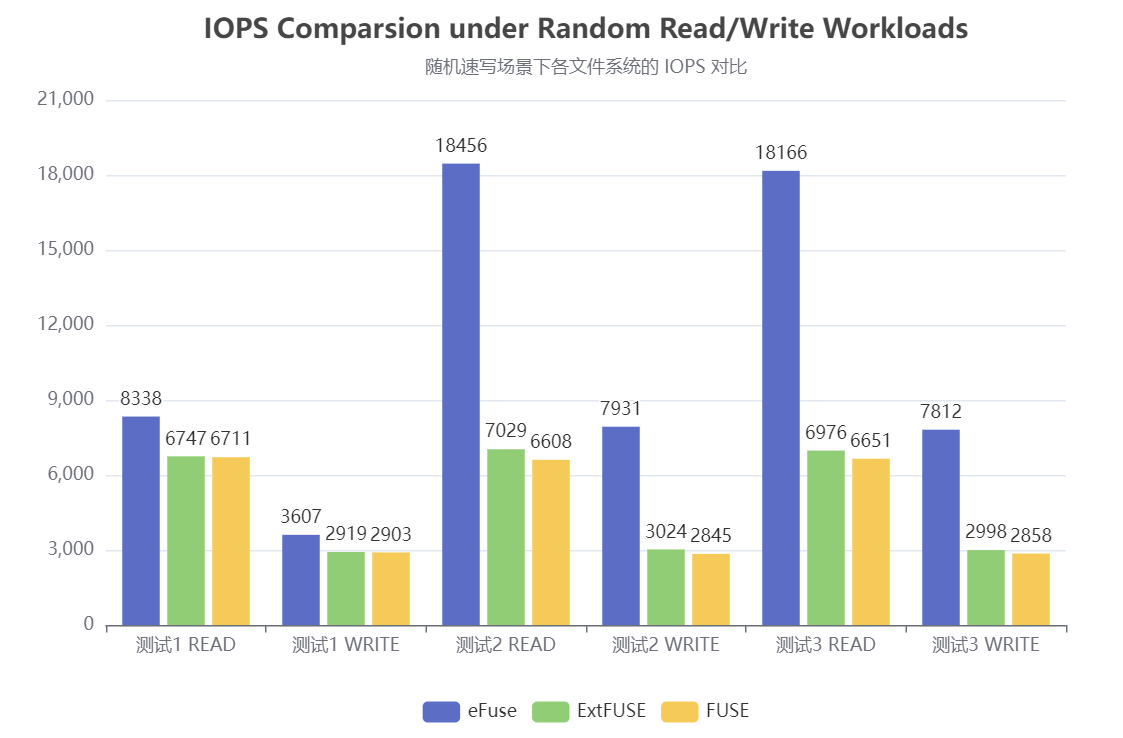 IOPS Comparsion under Random Read/Write Workloads
随机速写场景下各文件系统的 IOPS 对比
21,000
18,000
15,000
12,000
9,000
6,000
3,000
0
8338 6747 6711
3607 2919 2903
18456 7029 6608
7931 3024 2845
18166 6976 6651
7812 2998 2858
测试1 READ 测试1 WRITE 测试2 READ 测试2 WRITE 测试3 READ 测试3 WRITE
eFuse ExtFUSE FUSE